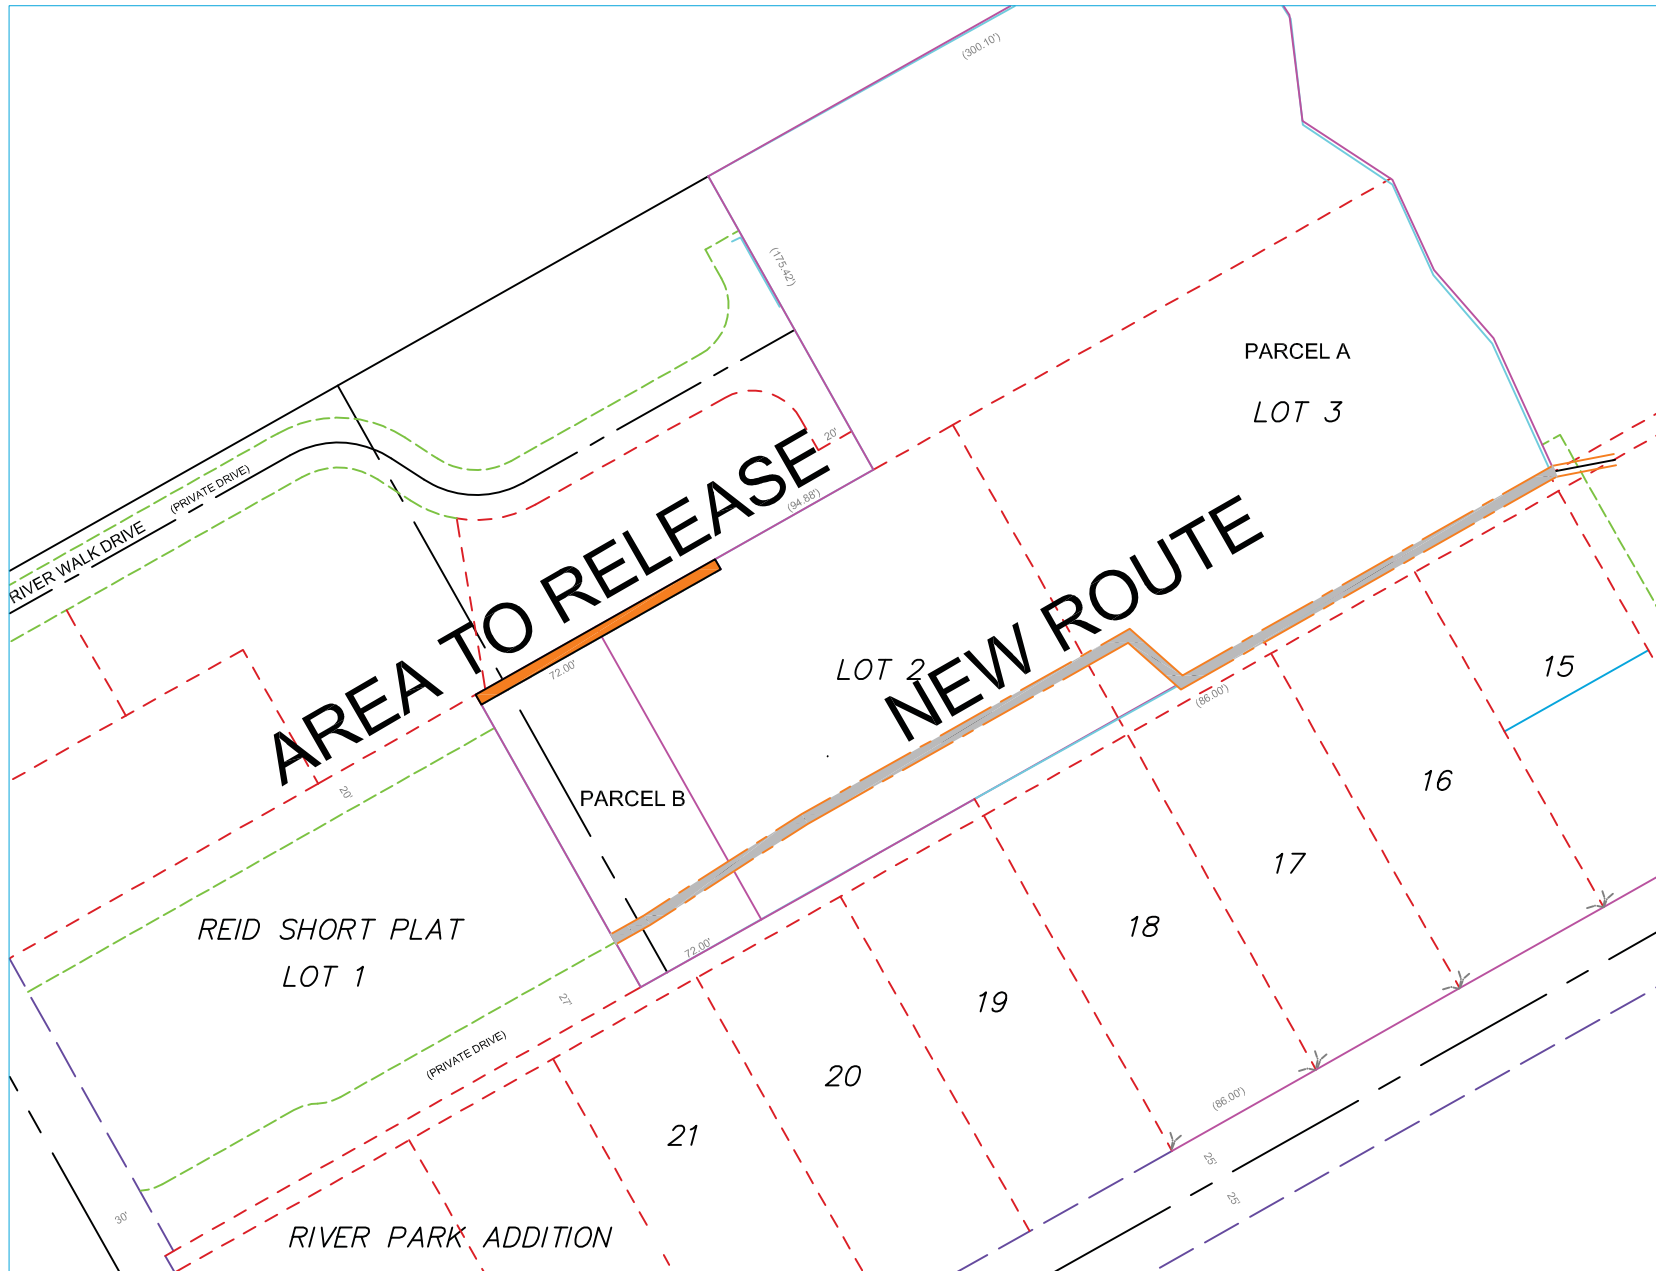 (300.10')
(175.42')
PARCEL A
LOT 3
20'
(PRIVATE DRIVE)
RIVER WALK DRIVE
(94.88')
AREA TO RELEASE
NEW ROUTE
LOT 2
72.00'
(86.00')
15
16
20'
PARCEL B
17
REID SHORT PLAT
LOT 1
18
72.00'
27'
19
(PRIVATE DRIVE)
20
21
(86.00')
25'
25'
30'
RIVER PARK ADDITION